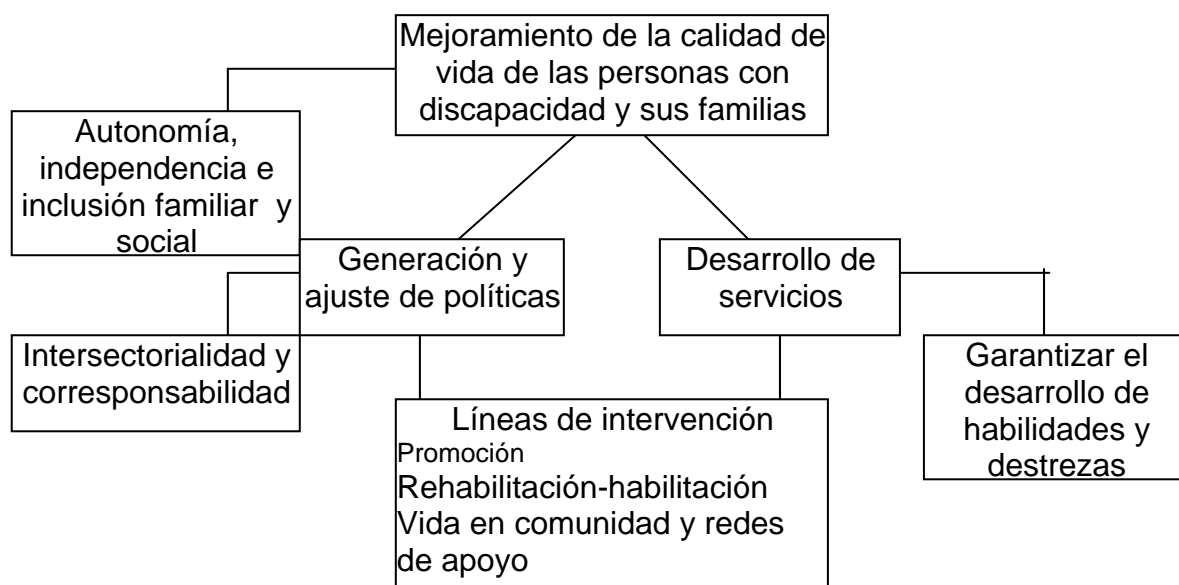 Mejoramiento de la calidad de
vida de las personas con
discapacidad y sus familias
Autonomía,
independencia e
inclusión familiar y
social
Generación y
ajuste de políticas
Desarrollo de
servicios
Intersectorialidad y
corresponsabilidad
Garantizar el
desarrollo de
habilidades y
destrezas
Líneas de intervención
Promoción
Rehabilitación-habilitación
Vida en comunidad y redes
de apoyo